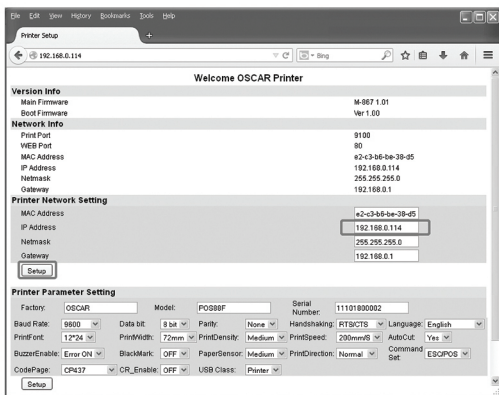 File Edit View History Bookmarks Tools Help
Printer Setup +
192.168.0.114 Bing
Welcome OSCAR Printer
Version Info
Main Firmware M-867 1.01
Boot Firmware Ver 1.00
Network Info
Print Port 9100
WEB Port 80
MAC Address e2-c3-b6-be-38-d5
IP Address 192.168.0.114
Netmask 255.255.255.0
Gateway 192.168.0.1
Printer Network Setting
MAC Address e2-c3-b6-be-38-d5
IP Address 192.168.0.114
Netmask 255.255.255.0
Gateway 192.168.0.1
Setup
Printer Parameter Setting
Factory: OSCAR Model: POS88F Serial Number: 11101800002
Baud Rate: 9600 Data bit: 8 bit Parity: None Handshaking: RTS/CTS Language: English
PrintFont: 12*24 PrintWidth: 72mm PrintDensity: Medium PrintSpeed: 200mm/S AutoCut: Yes
BuzzerEnable: Error ON BlackMark: OFF PaperSensor: Medium PrintDirection: Normal Command Set: ESC/POS
CodePage: CP437 CR_Enable: OFF USB Class: Printer
Setup